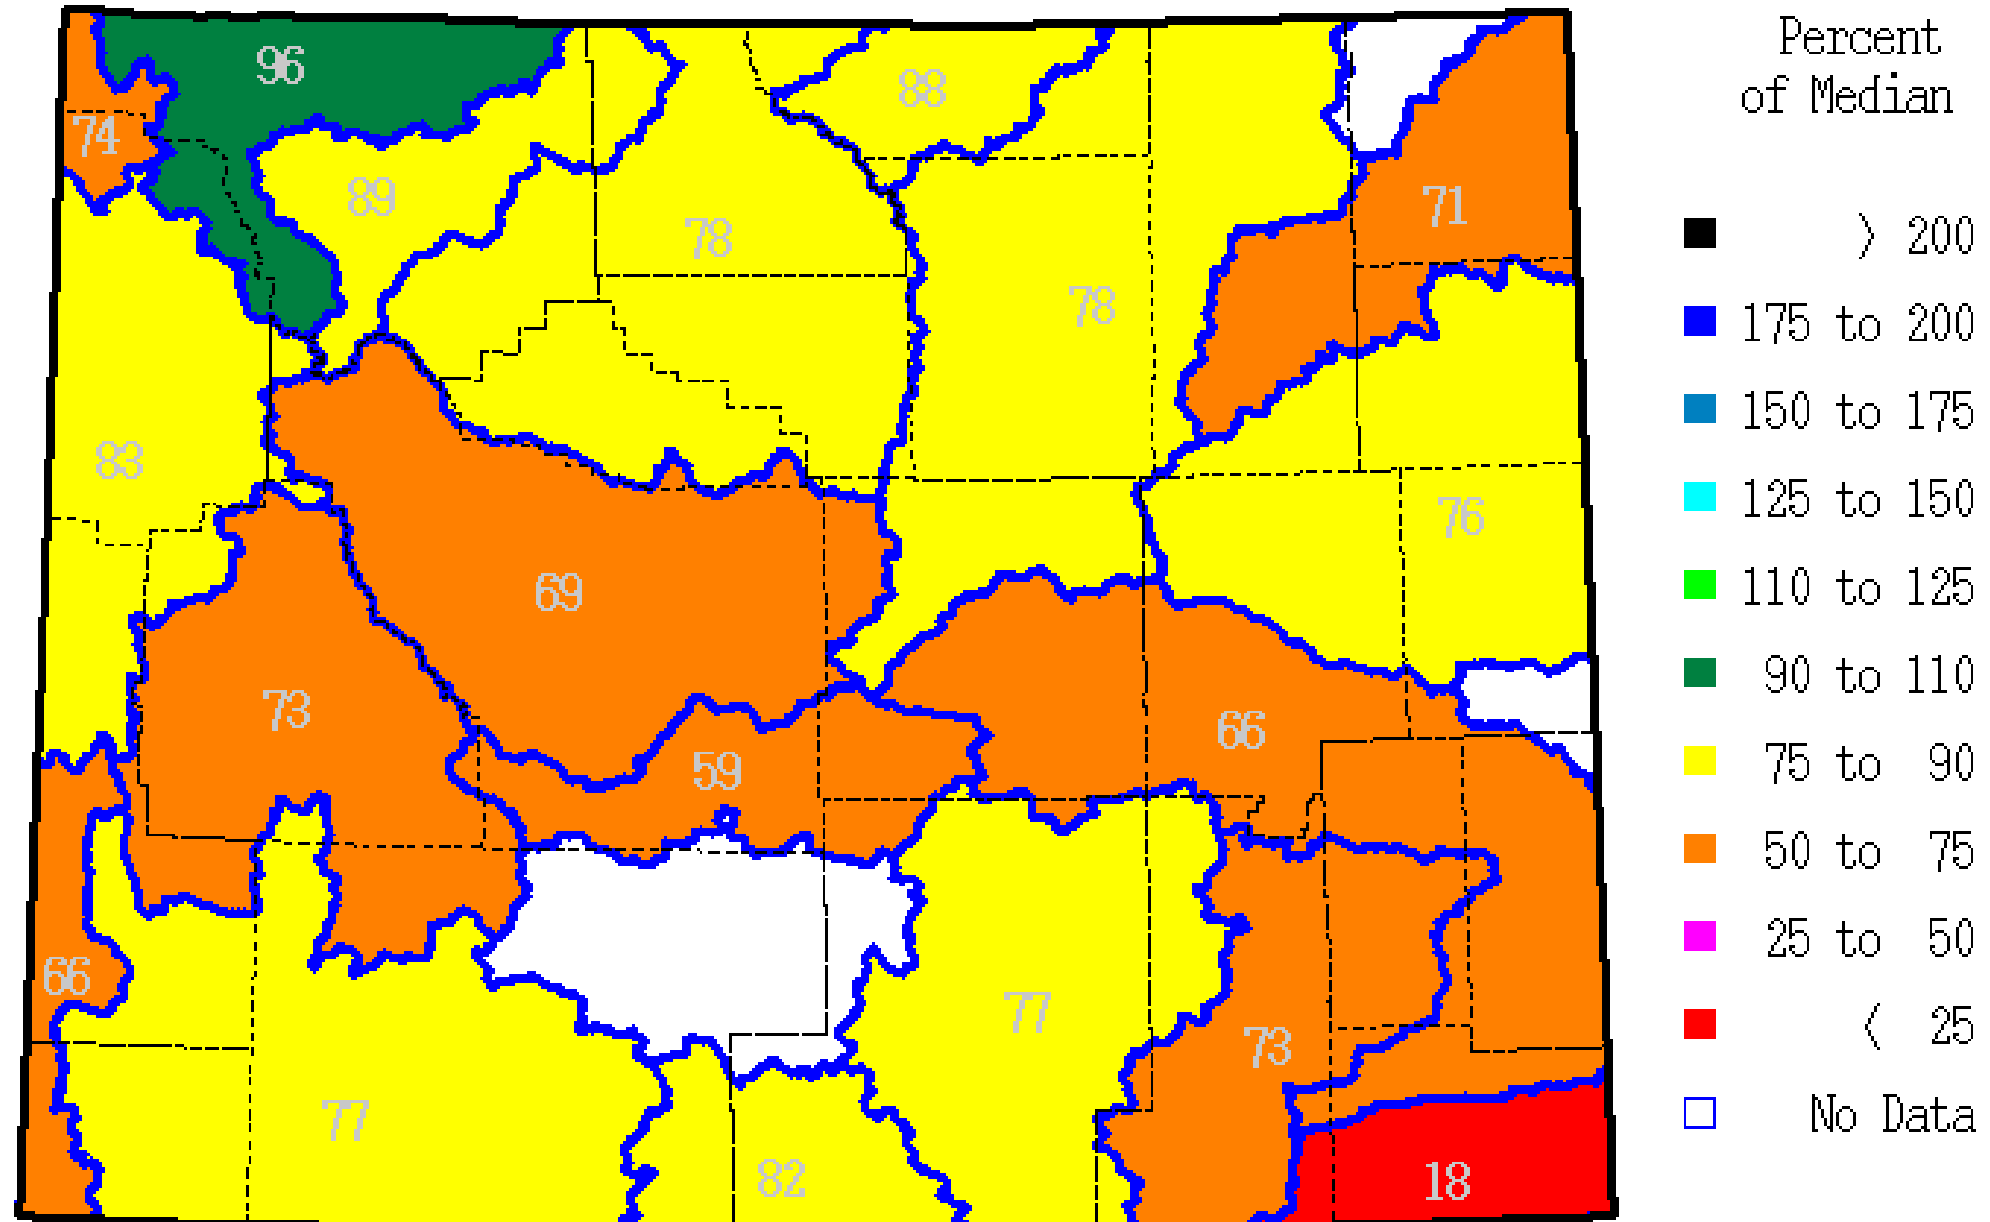 Percent
of Median
> 200
175 to 200
150 to 175
125 to 150
110 to 125
90 to 110
75 to 90
50 to 75
25 to 50
< 25
No Data
96
88
74
89
71
78
78
83
76
69
73
66
59
66
77
73
77
82
18